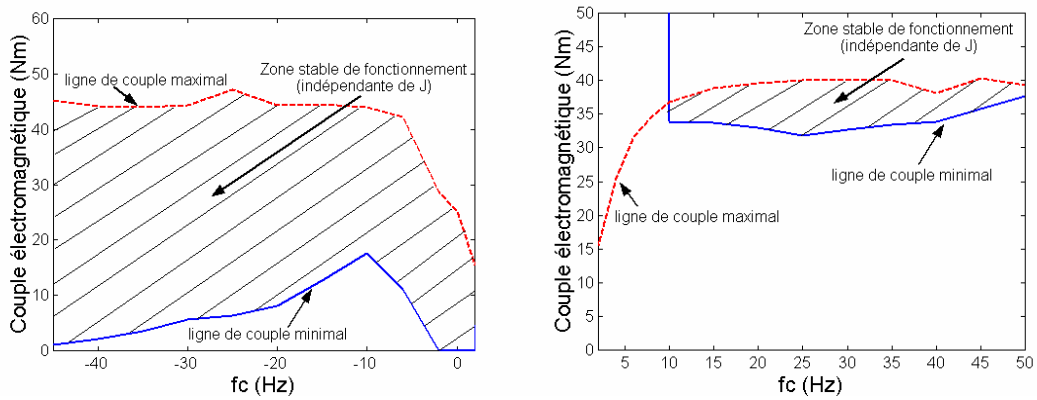 60
50
40
30
20
10
0
-40
-30
-20
-10
0
Couple électromagnétique (Nm)
fc (Hz)
ligne de couple maximal
Zone stable de fonctionnement
(indépendante de J)
ligne de couple minimal
50
45
40
35
30
25
20
15
10
5
0
5
10
15
20
25
30
35
40
45
50
Couple électromagnétique (Nm)
fc (Hz)
Zone stable de fonctionnement
(indépendante de J)
ligne de couple minimal
ligne de couple maximal